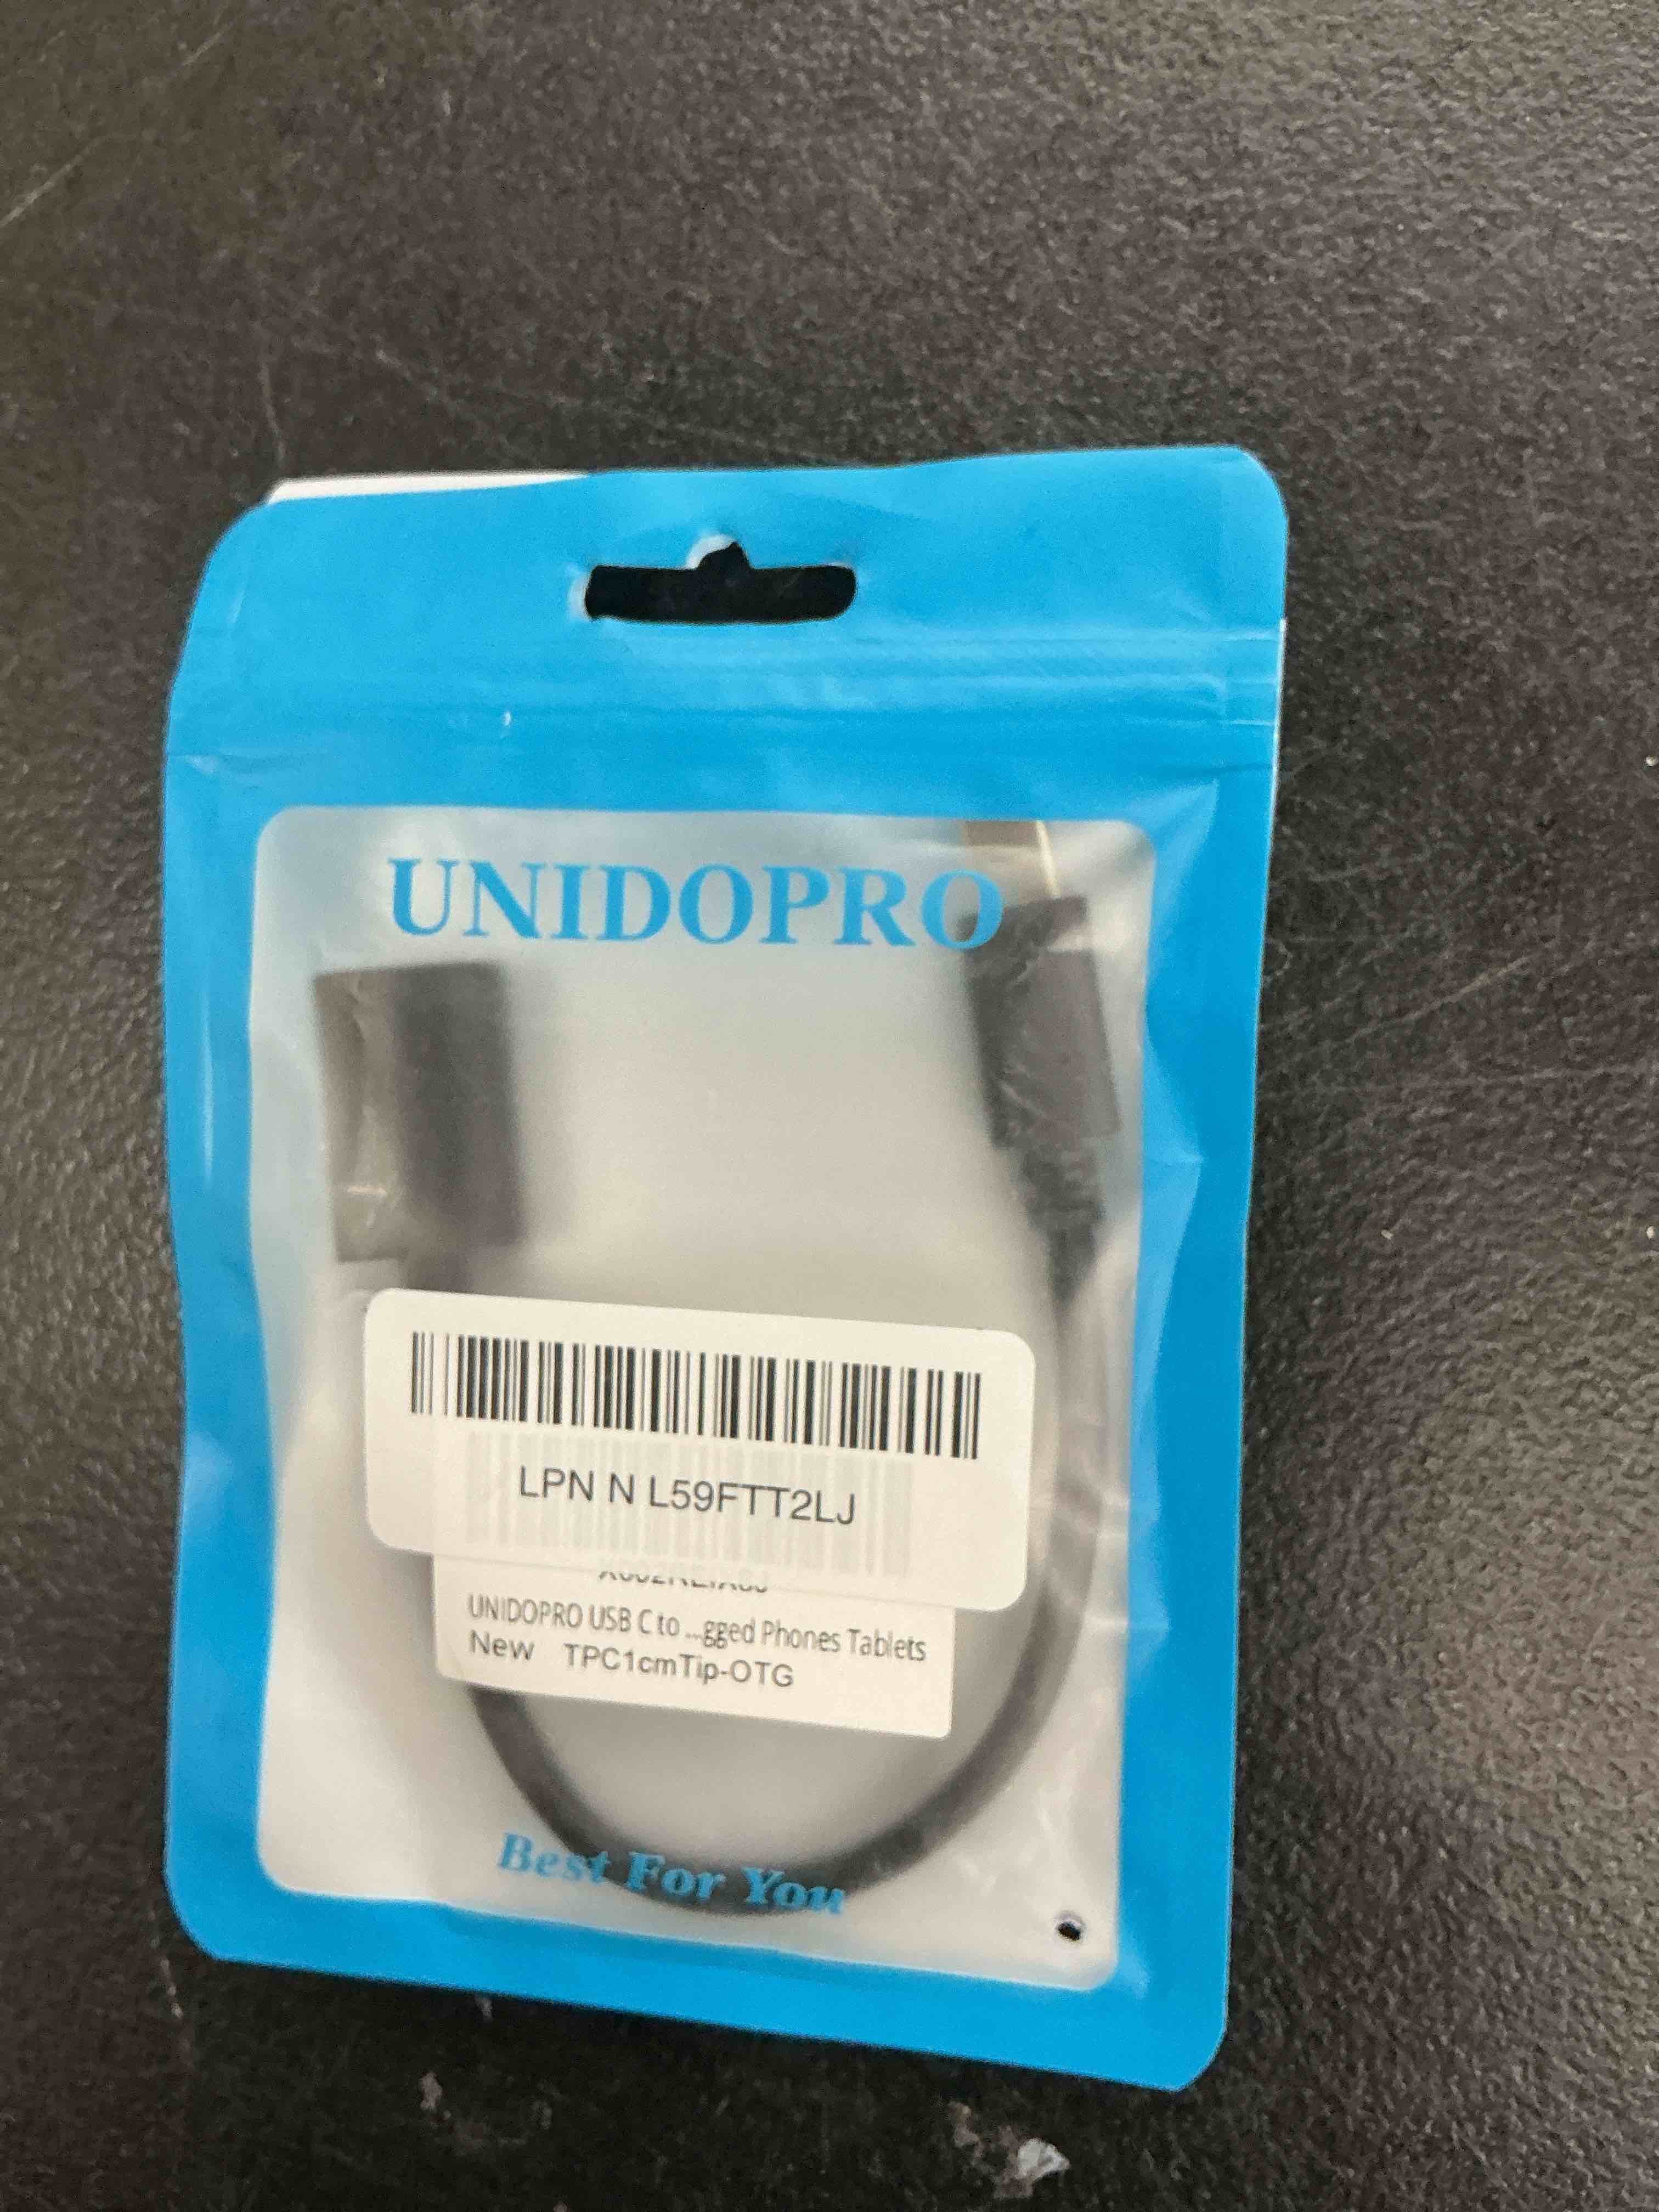 UNIDOPRO
LPN N L59FTT2LJ
UNIDOPRO USB C to ...gged Phones Tablets
New TPC1cmTip-OTG
Best For You